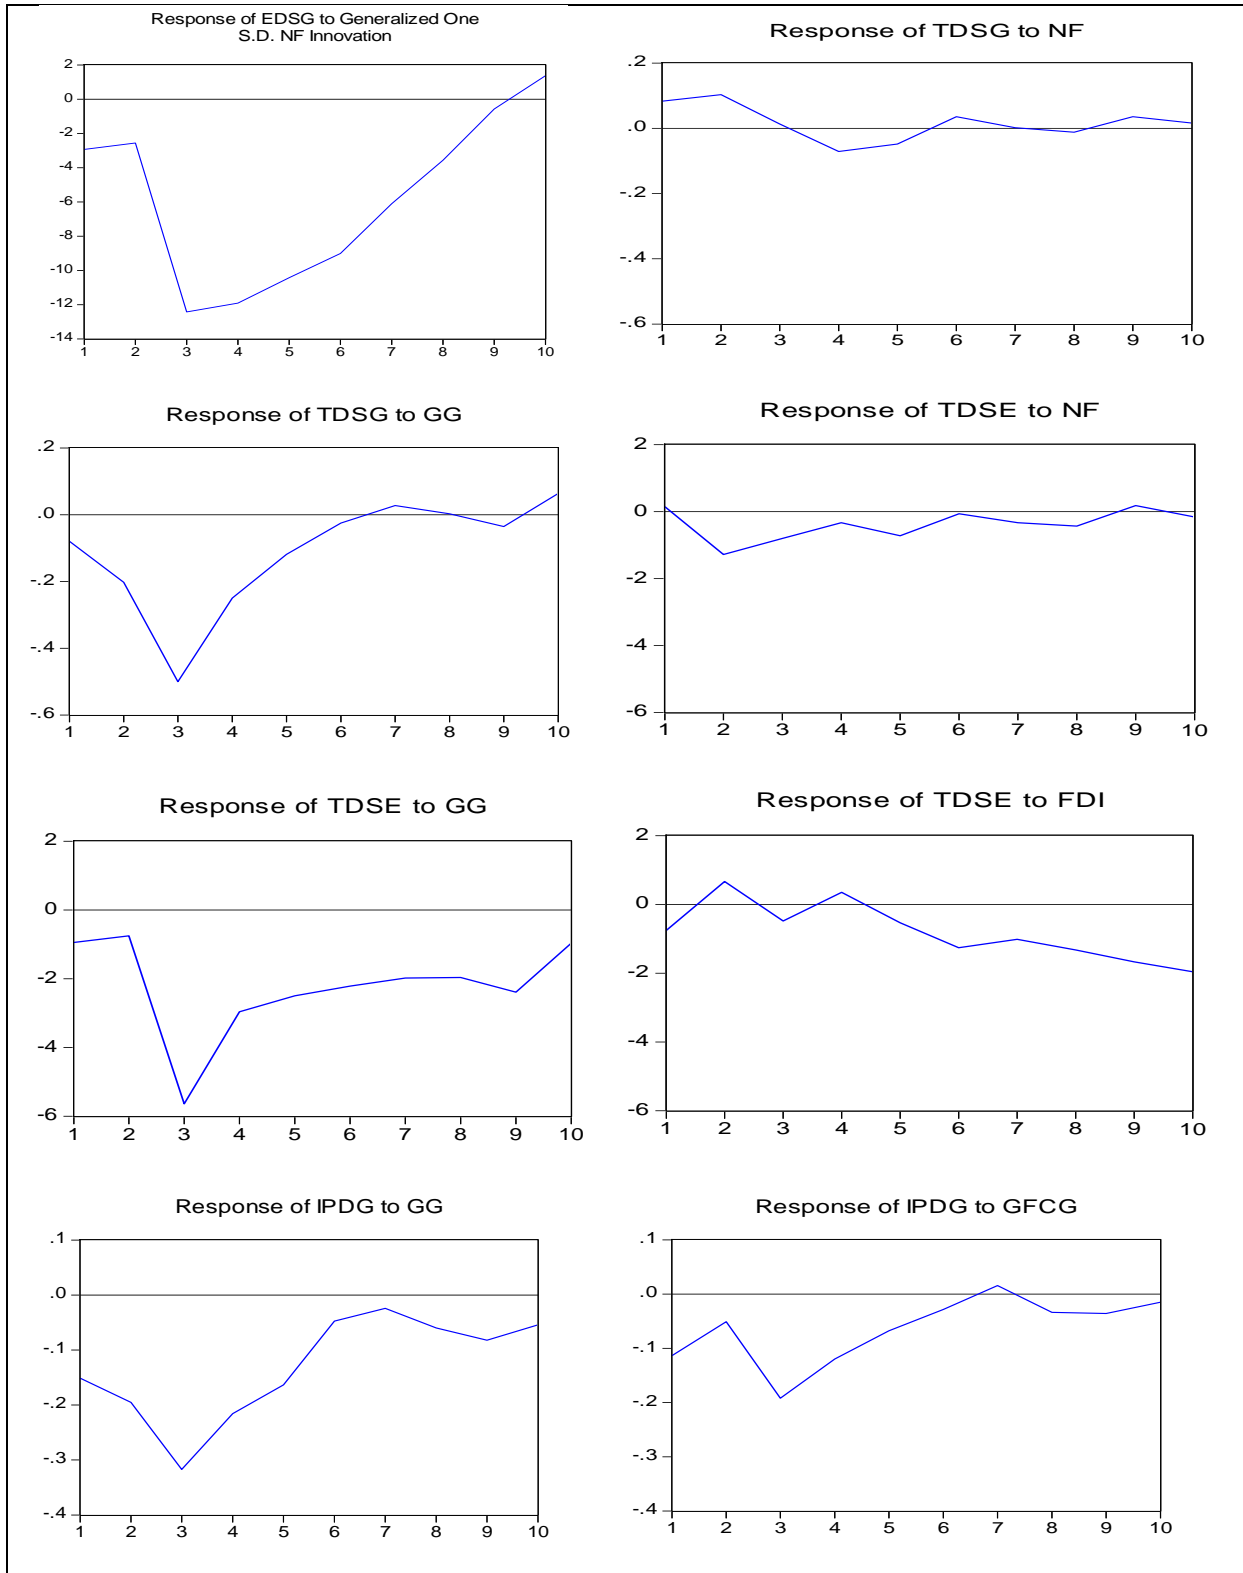 Response of EDSG to Generalized One
S.D. NF Innovation
2
0
-2
-4
-6
-8
-10
-12
-14
1 2 3 4 5 6 7 8 9 10
Response of TDSG to NF
.2
.0
-.2
-.4
-.6
1 2 3 4 5 6 7 8 9 10
Response of TDSG to GG
.2
.0
-.2
-.4
-.6
1 2 3 4 5 6 7 8 9 10
Response of TDSE to NF
2
0
-2
-4
-6
1 2 3 4 5 6 7 8 9 10
Response of TDSE to GG
2
0
-2
-4
-6
1 2 3 4 5 6 7 8 9 10
Response of TDSE to FDI
2
0
-2
-4
-6
1 2 3 4 5 6 7 8 9 10
Response of IPDG to GG
.1
.0
-.1
-.2
-.3
-.4
1 2 3 4 5 6 7 8 9 10
Response of IPDG to GFCG
.1
.0
-.1
-.2
-.3
-.4
1 2 3 4 5 6 7 8 9 10